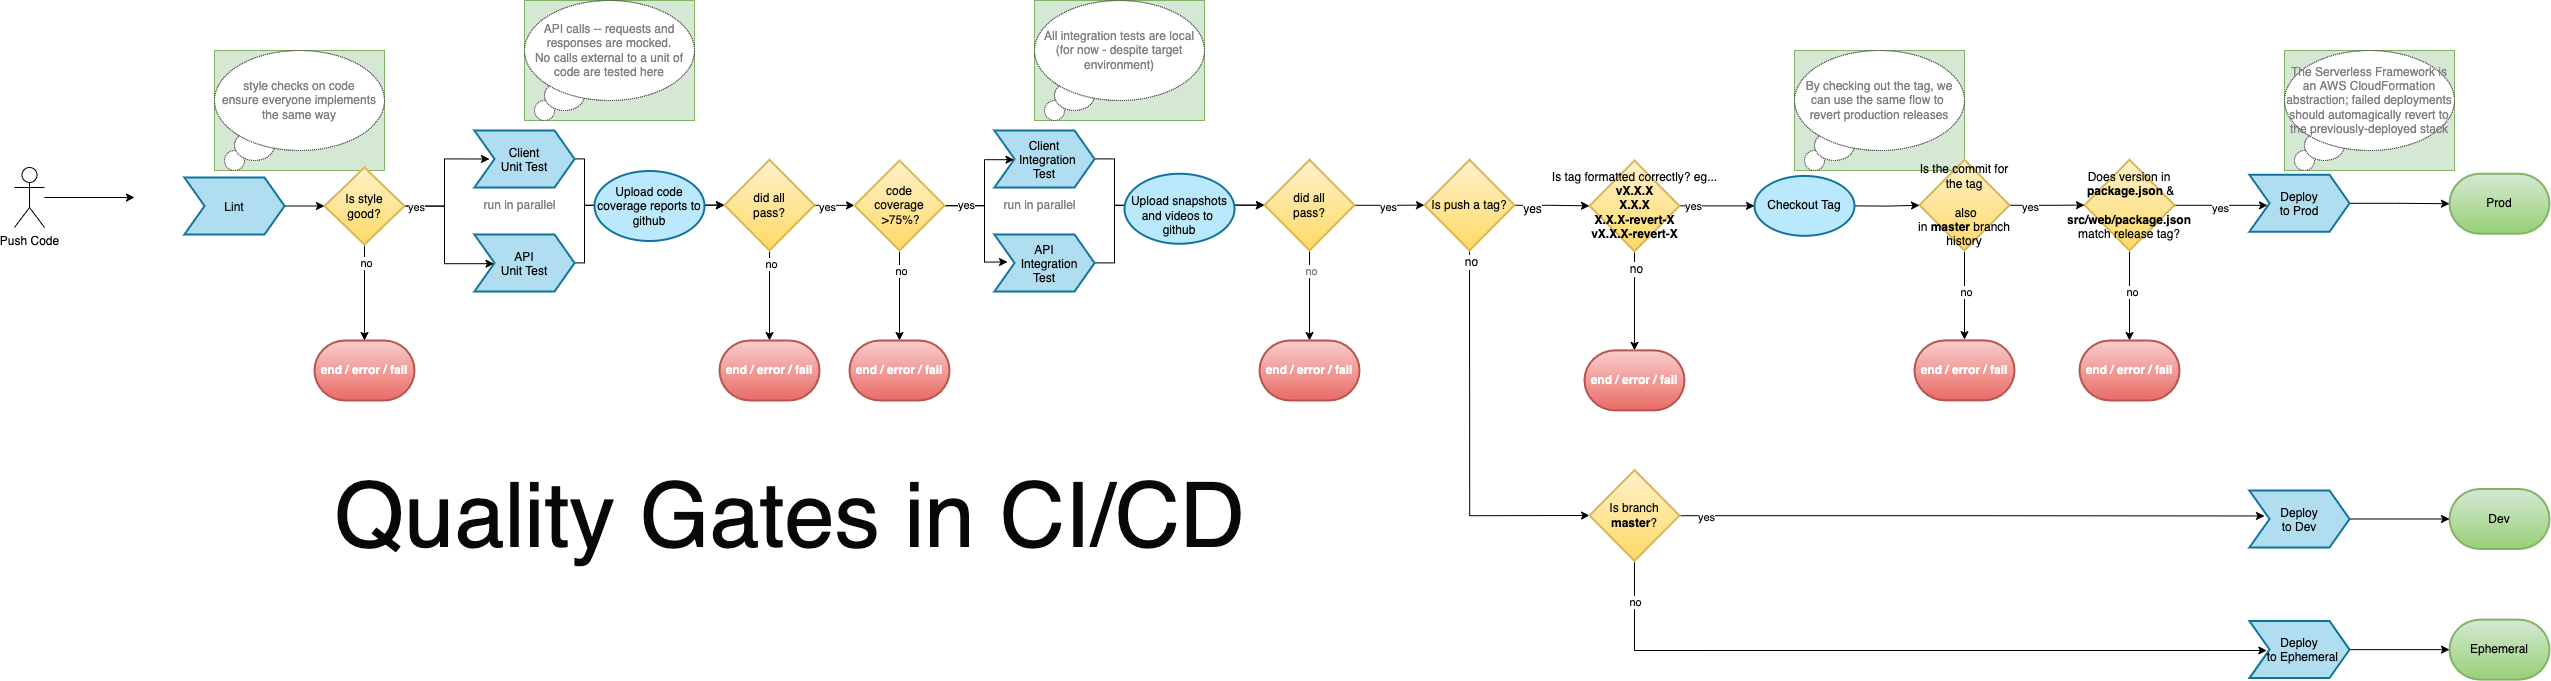 Push Code
style checks on code
ensure everyone implements
the same way
Lint
Is style
good?
yes
no
end / error / fail
API calls -- requests and
responses are mocked.
No calls external to a unit of
code are tested here
Client
Unit Test
run in parallel
API
Unit Test
Upload code
coverage reports to
github
did all
pass?
yes
no
end / error / fail
code
coverage
>75%?
yes
no
end / error / fail
All integration tests are local
(for now - despite target
environment)
Client
Integration
Test
run in parallel
API
Integration
Test
Upload snapshots
and videos to
github
did all
pass?
yes
no
end / error / fail
Is push a tag?
yes
no
Is tag formatted correctly? eg...
vX.X.X
X.X.X
X.X.X-revert-X
vX.X.X-revert-X
yes
no
end / error / fail
By checking out the tag, we
can use the same flow to
revert production releases
Checkout Tag
Is the commit for
the tag
also
in master branch
history
yes
no
end / error / fail
Does version in
package.json &
src/web/package.json
match release tag?
yes
no
end / error / fail
The Serverless Framework is
an AWS CloudFormation
abstraction; failed deployments
should automagically revert to
the previously-deployed stack
Deploy
to Prod
Prod
Quality Gates in CI/CD
Is branch
master?
yes
no
Deploy
to Dev
Dev
Deploy
to Ephemeral
Ephemeral